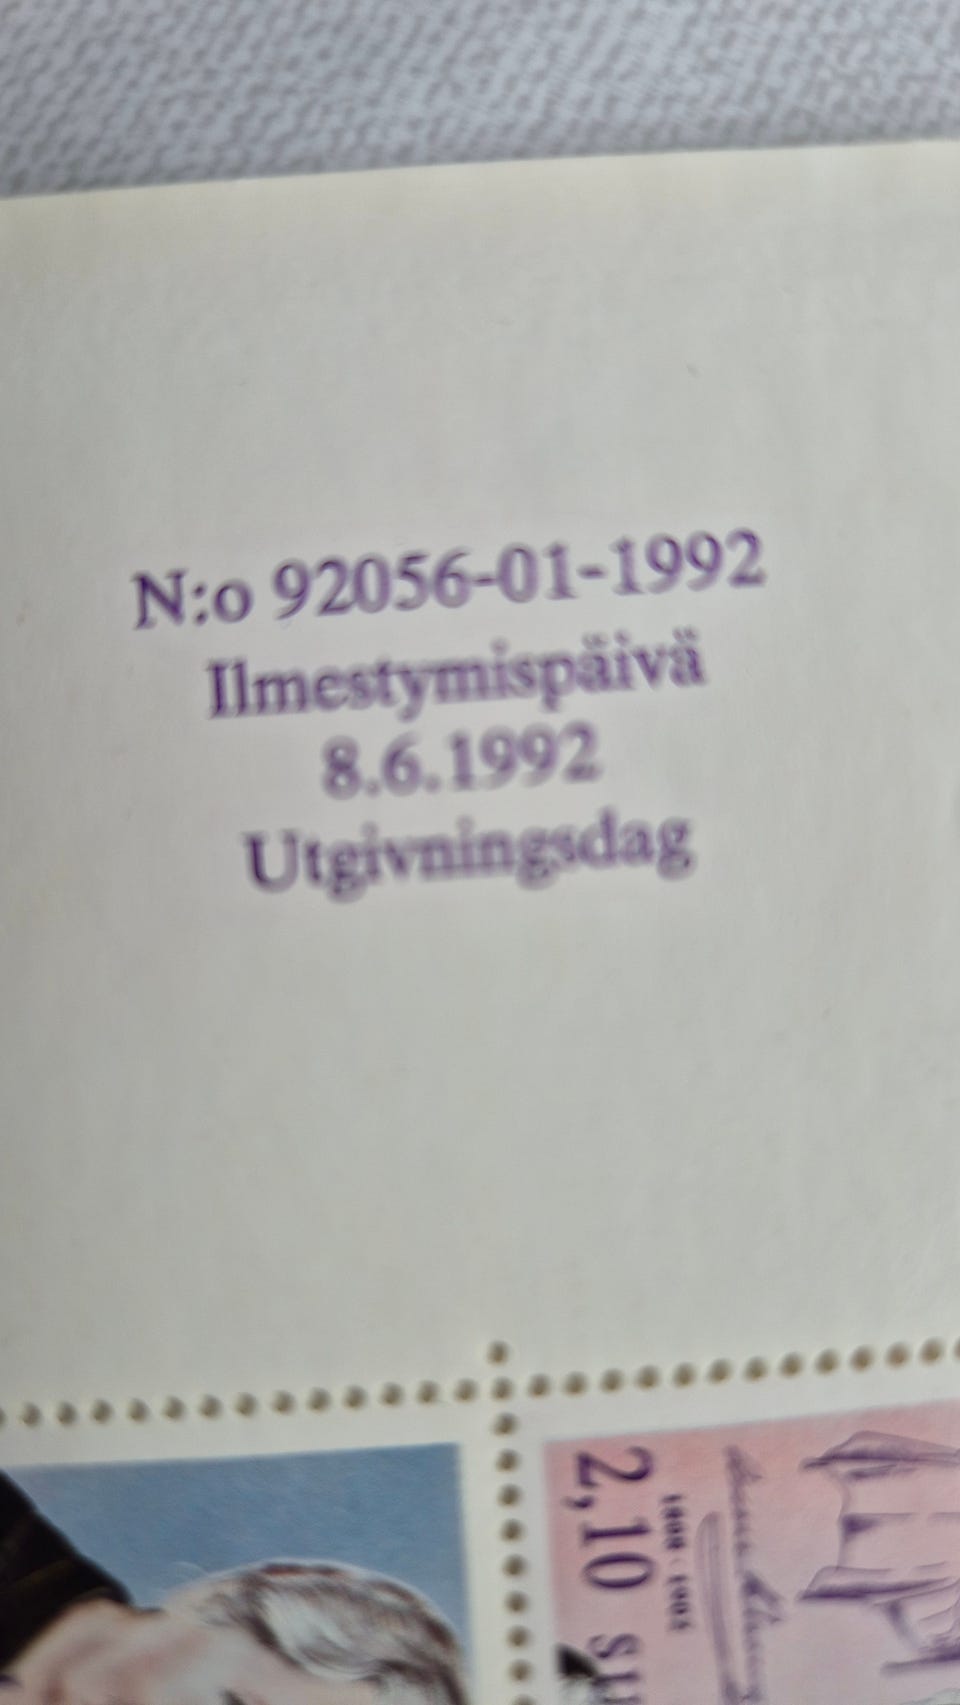 N:o 92056-01-1992
Ilmestymispäivä
8.6.1992
Utgivningsdag
2,10